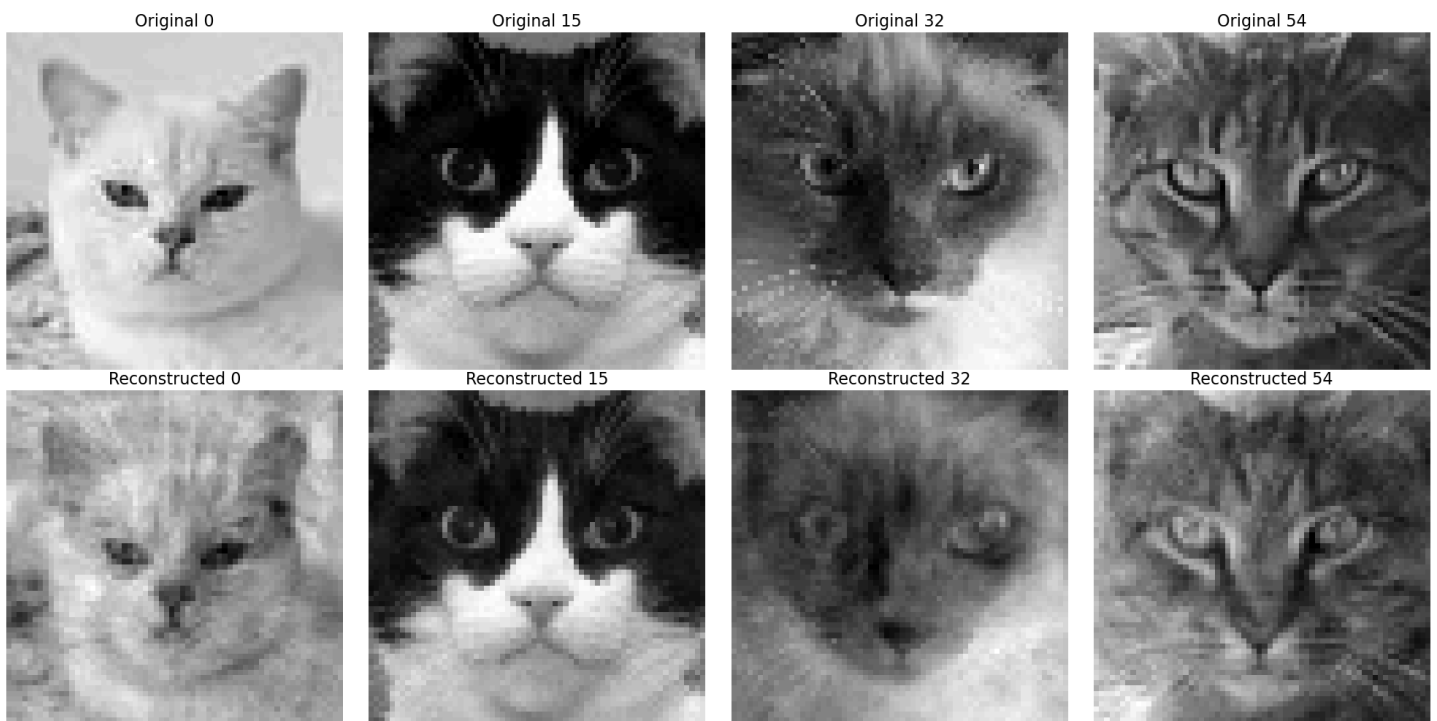 Original 0
Original 15
Original 32
Original 54
Reconstructed 0
Reconstructed 15
Reconstructed 32
Reconstructed 54